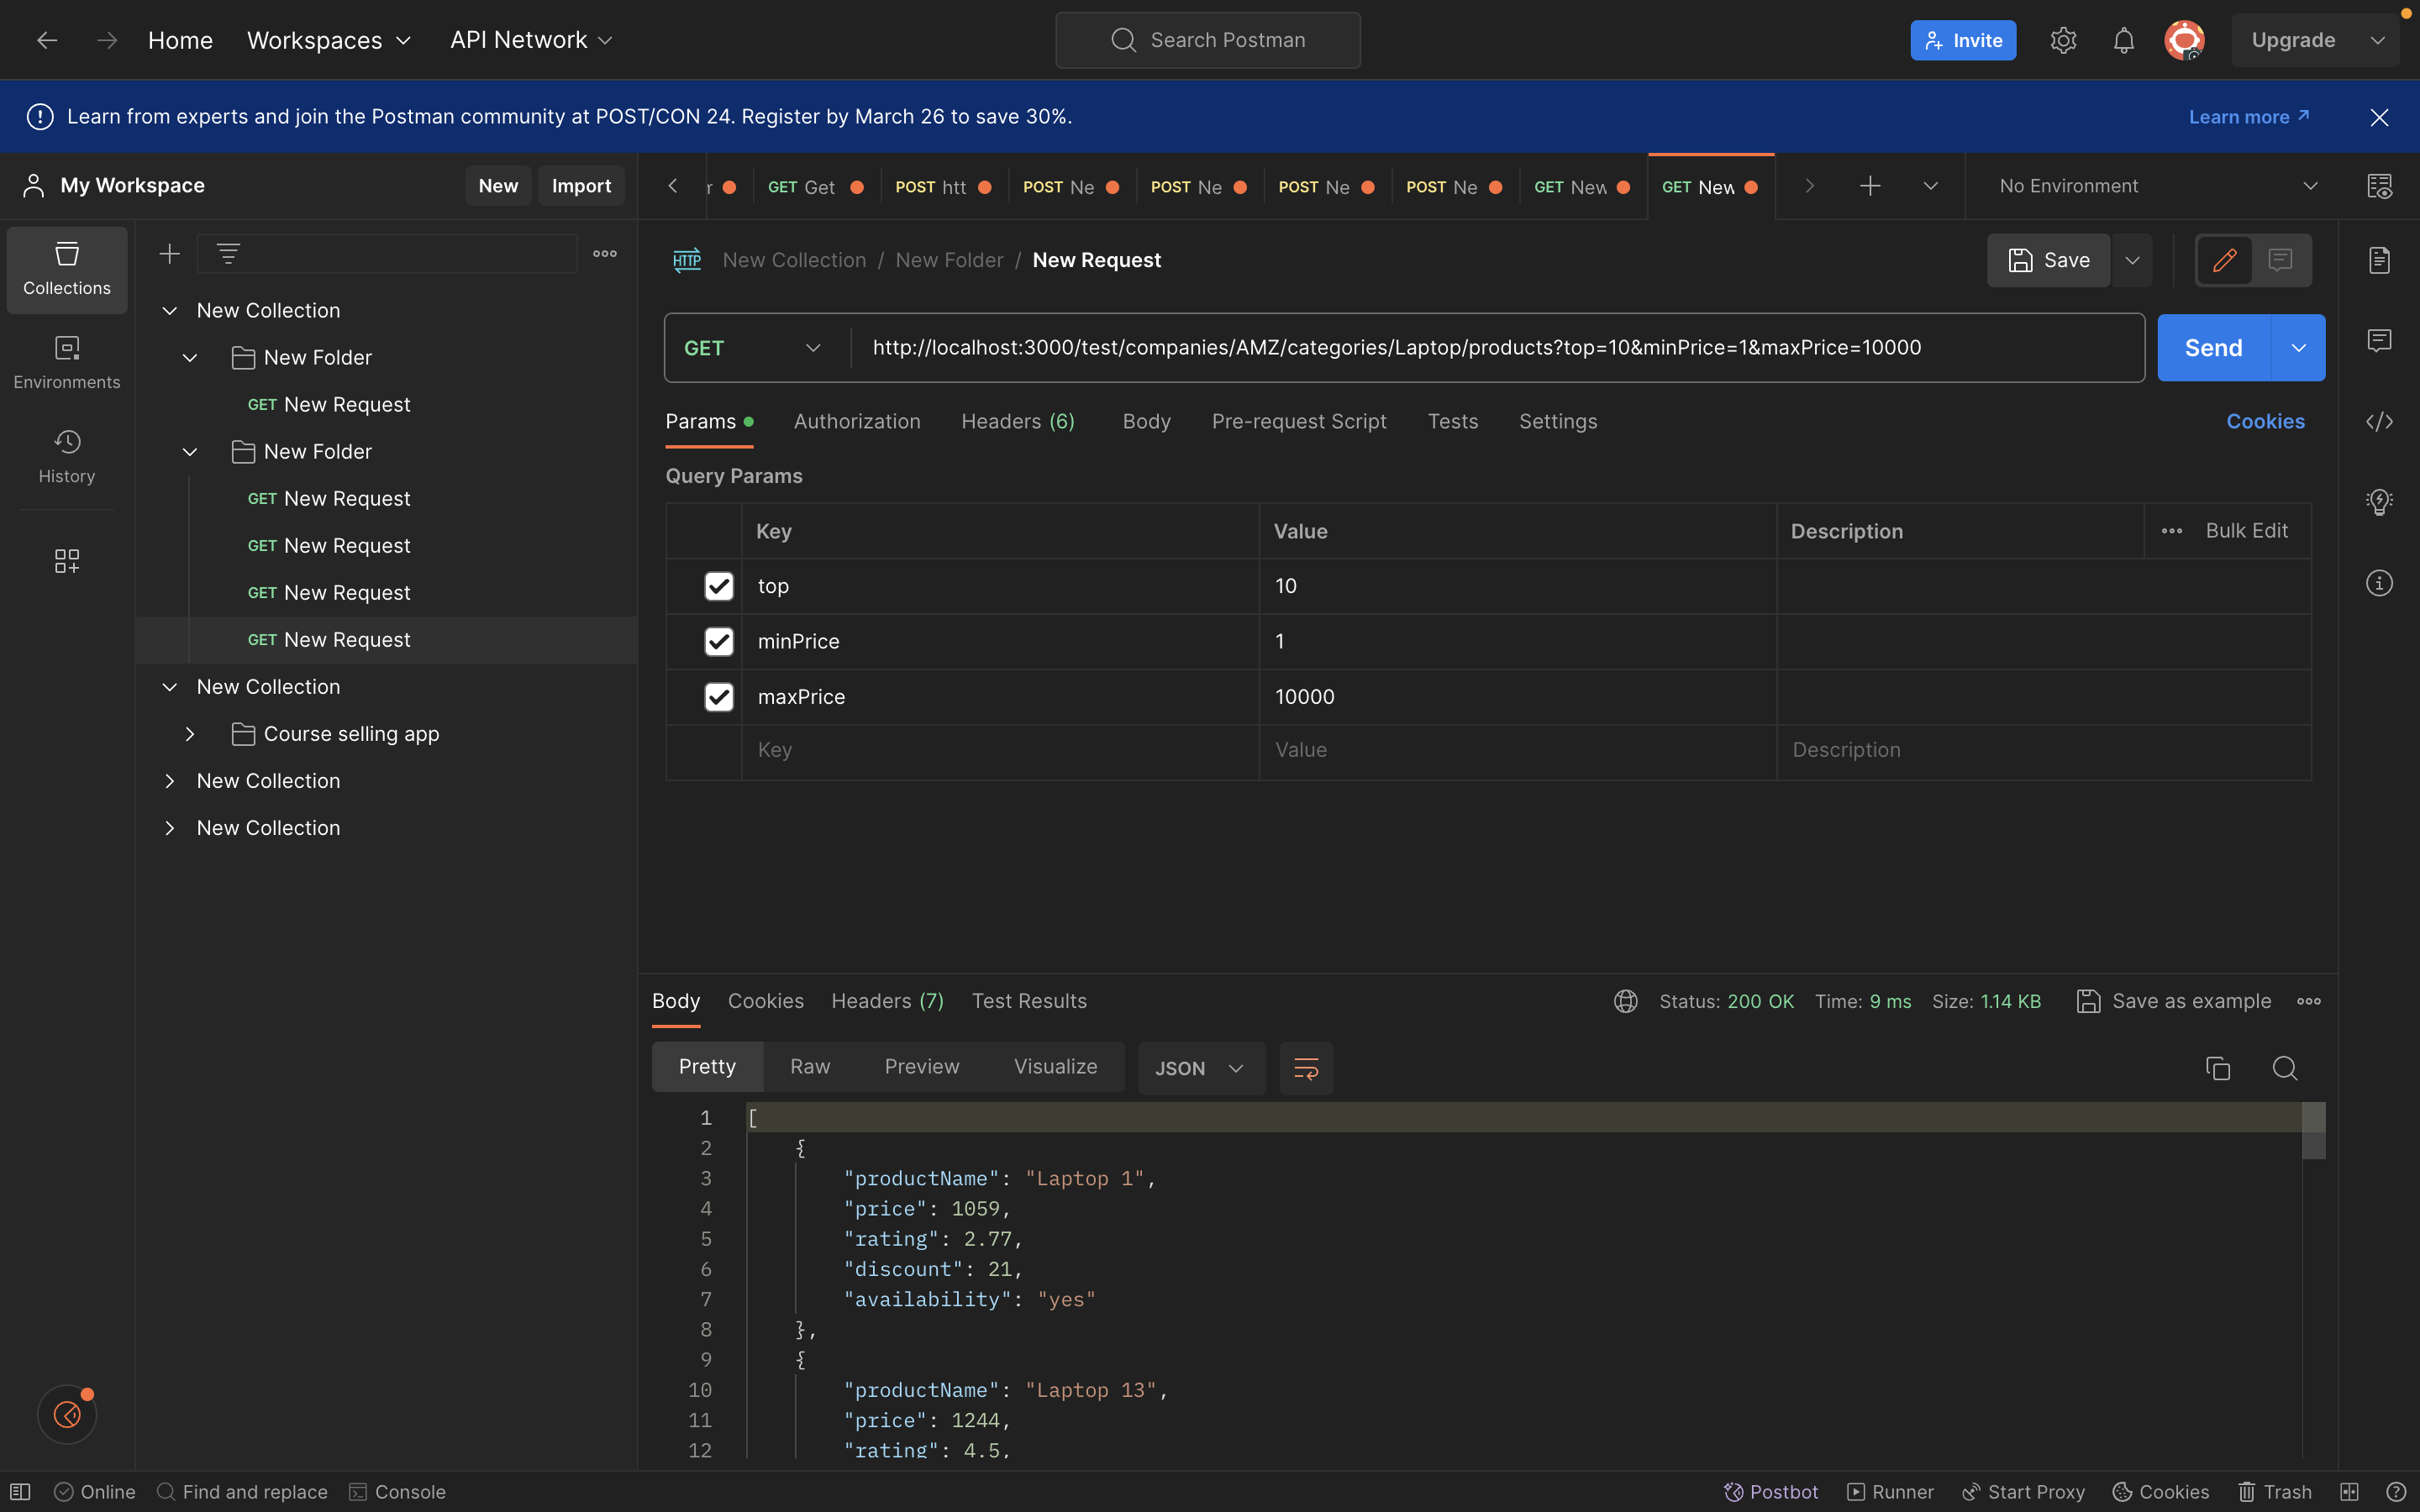 Home Workspaces API Network Search Postman Invite Upgrade
Learn from experts and join the Postman community at POST/CON 24. Register by March 26 to save 30%. Learn more
My Workspace New Import
GET Get POST htt POST Ne POST Ne POST Ne POST Ne GET New GET New No Environment
Collections
Environments
History
New Collection
New Folder
GET New Request
New Folder
GET New Request
GET New Request
GET New Request
GET New Request
New Collection
Course selling app
New Collection
New Collection
HTTP New Collection / New Folder / New Request Save
GET http://localhost:3000/test/companies/AMZ/categories/Laptop/products?top=10&minPrice=1&maxPrice=10000 Send
Params Authorization Headers (6) Body Pre-request Script Tests Settings Cookies
Query Params
Key Value Description Bulk Edit
top 10
minPrice 1
maxPrice 10000
Key Value Description
Body Cookies Headers (7) Test Results Status: 200 OK Time: 9 ms Size: 1.14 KB Save as example
Pretty Raw Preview Visualize JSON
1 [
2 {
3 "productName": "Laptop 1",
4 "price": 1059,
5 "rating": 2.77,
6 "discount": 21,
7 "availability": "yes"
8 },
9 {
10 "productName": "Laptop 13",
11 "price": 1244,
12 "rating": 4.5,
Online Find and replace Console Postbot Runner Start Proxy Cookies Trash